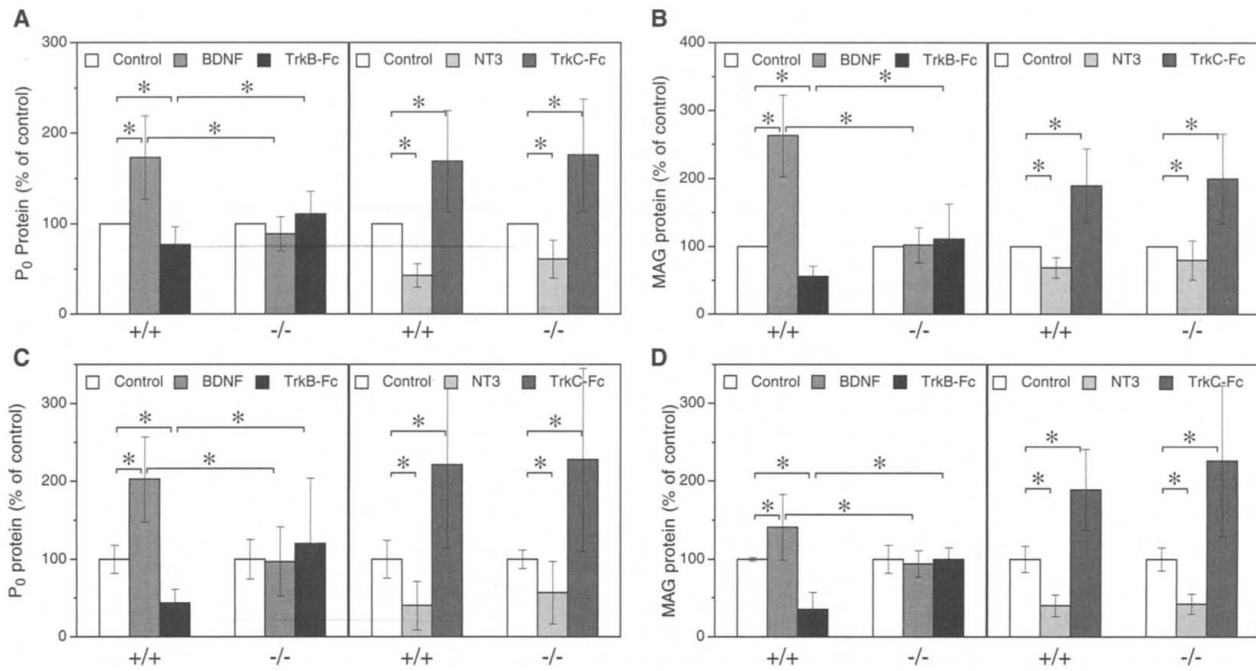 A
P0 Protein (% of control)
300
200
100
0
Control BDNF TrkB-Fc
Control NT3 TrkC-Fc
* * * *
* * * *
+/+ -/- +/+ -/-
B
MAG protein (% of control)
400
300
200
100
0
Control BDNF TrkB-Fc
Control NT3 TrkC-Fc
* * * *
* * * *
+/+ -/- +/+ -/-
C
P0 protein (% of control)
300
200
100
0
Control BDNF TrkB-Fc
Control NT3 TrkC-Fc
* * * *
* * * *
+/+ -/- +/+ -/-
D
MAG protein (% of control)
300
200
100
0
Control BDNF TrkB-Fc
Control NT3 TrkC-Fc
* * * *
* * * *
+/+ -/- +/+ -/-